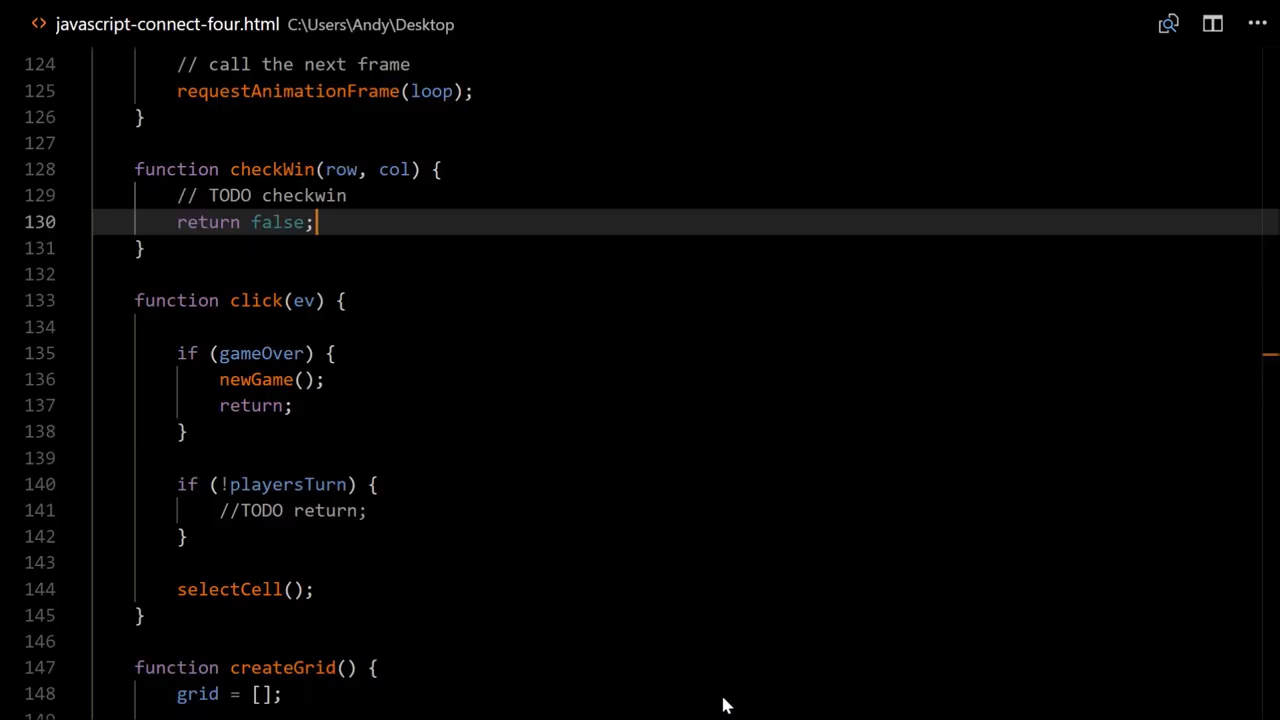 <> javascript-connect-four.html C:\Users\Andy\Desktop
124 // call the next frame
125 requestAnimationFrame(loop);
126 }
127
128 function checkWin(row, col) {
129 // TODO checkwin
130 return false;
131 }
132
133 function click(ev) {
134
135 if (gameOver) {
136 newGame();
137 return;
138 }
139
140 if (!playersTurn) {
141 //TODO return;
142 }
143
144 selectCell();
145 }
146
147 function createGrid() {
148 grid = [];